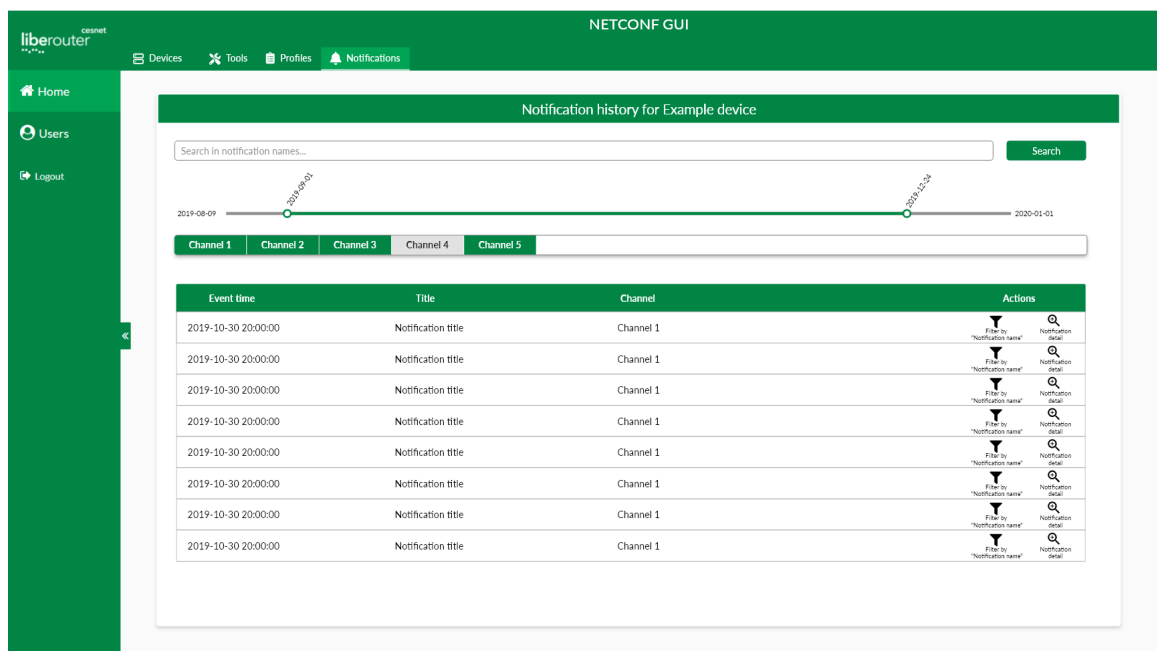 NETCONF GUI
cesnet
liberouter
Devices Tools Profiles Notifications
Home
Users
Logout
Notification history for Example device
Search in notification names... Search
2019-09-01 2019-12-24
2019-08-09 2020-01-01
Channel 1 Channel 2 Channel 3 Channel 4 Channel 5
Event time Title Channel Actions
2019-10-30 20:00:00 Notification title Channel 1
Filter by Notification
"Notification name" detail
2019-10-30 20:00:00 Notification title Channel 1
Filter by Notification
"Notification name" detail
2019-10-30 20:00:00 Notification title Channel 1
Filter by Notification
"Notification name" detail
2019-10-30 20:00:00 Notification title Channel 1
Filter by Notification
"Notification name" detail
2019-10-30 20:00:00 Notification title Channel 1
Filter by Notification
"Notification name" detail
2019-10-30 20:00:00 Notification title Channel 1
Filter by Notification
"Notification name" detail
2019-10-30 20:00:00 Notification title Channel 1
Filter by Notification
"Notification name" detail
2019-10-30 20:00:00 Notification title Channel 1
Filter by Notification
"Notification name" detail